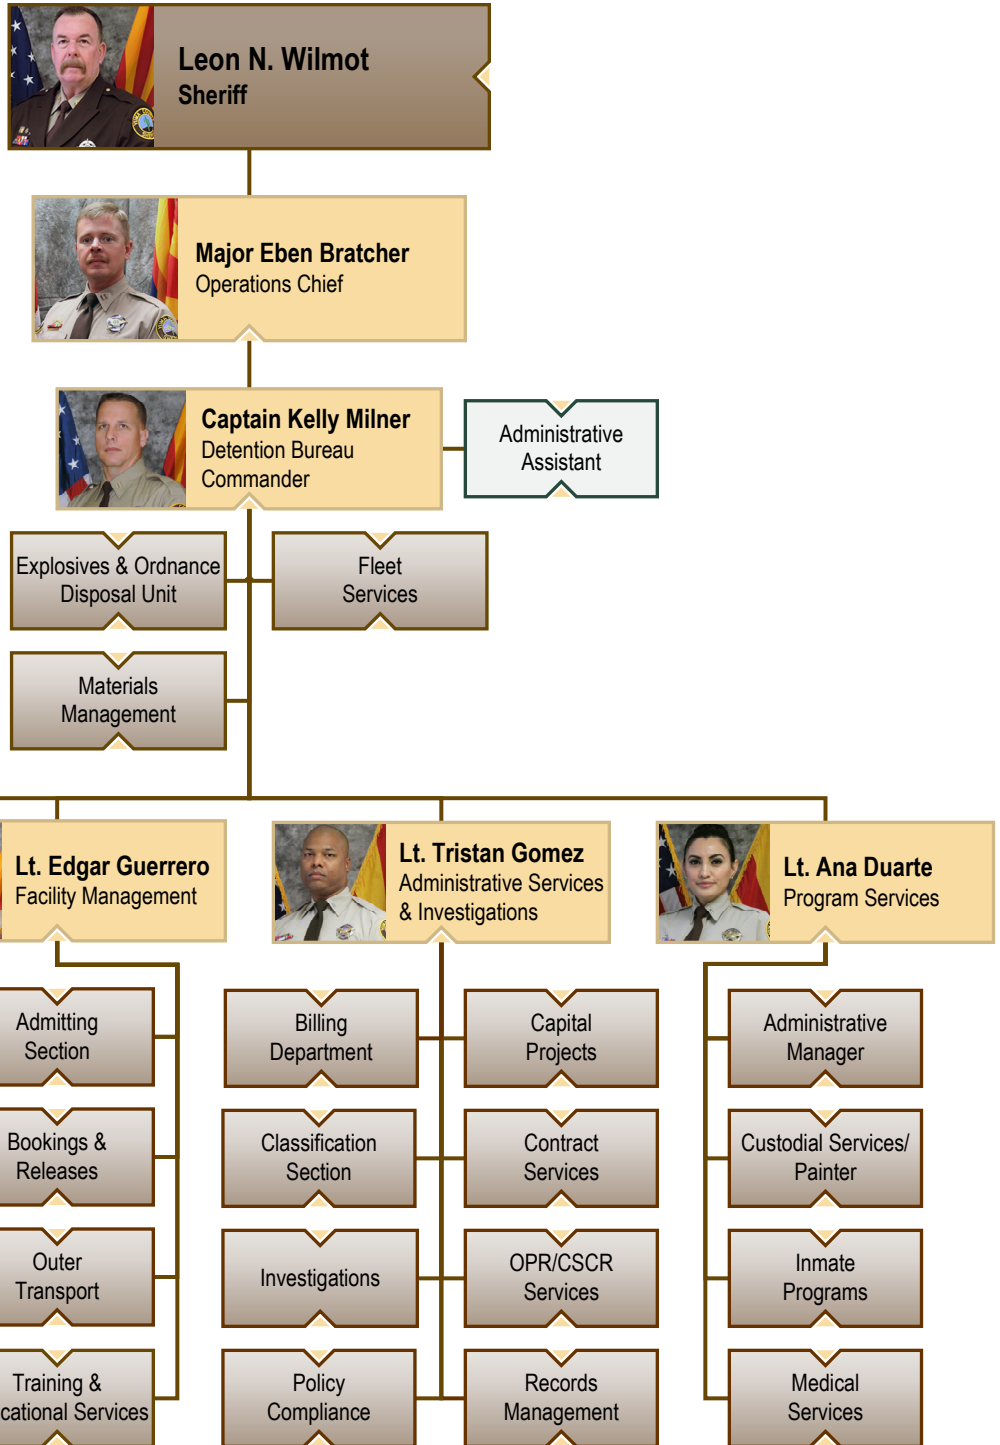 Leon N. Wilmot
Sheriff
Major Eben Bratcher
Operations Chief
Captain Kelly Milner
Detention Bureau
Commander
Administrative
Assistant
Explosives & Ordnance
Disposal Unit
Fleet
Services
Materials
Management
Lt. Edgar Guerrero
Facility Management
Lt. Tristan Gomez
Administrative Services
& Investigations
Lt. Ana Duarte
Program Services
Admitting
Section
Billing
Department
Capital
Projects
Administrative
Manager
Bookings &
Releases
Classification
Section
Contract
Services
Custodial Services/
Painter
Outer
Transport
Investigations
OPR/CSCR
Services
Inmate
Programs
Training &
cational Services
Policy
Compliance
Records
Management
Medical
Services